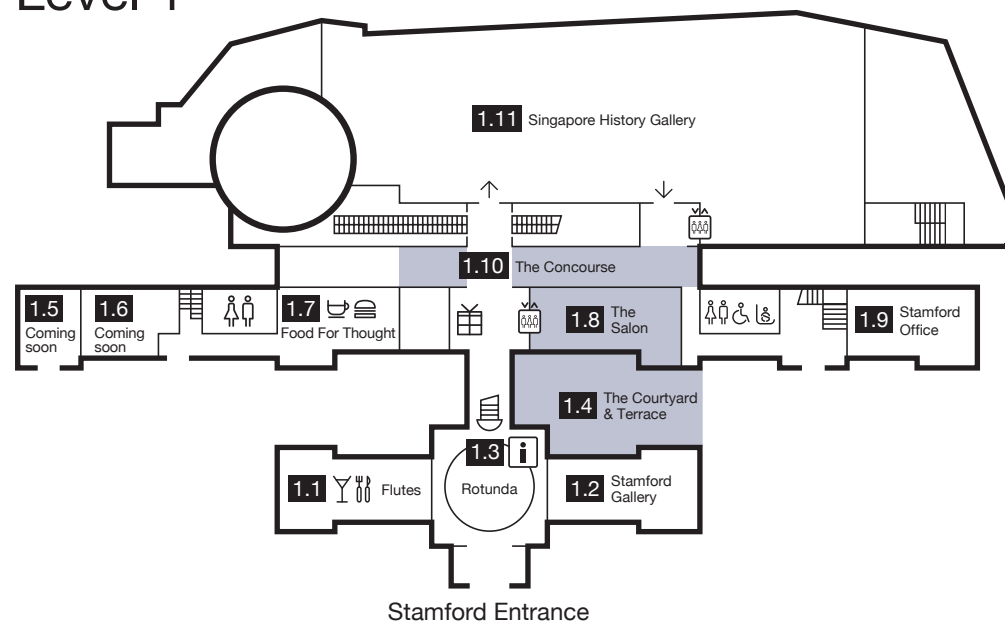 Level 1
1.11 Singapore History Gallery
1.10 The Concourse
1.5
Coming
soon
1.6
Coming
soon
1.7
Food For Thought
1.8 The
Salon
1.9 Stamford
Office
1.4 The Courtyard
& Terrace
1.3 i
Rotunda
1.1 Flutes
1.2 Stamford
Gallery
Stamford Entrance